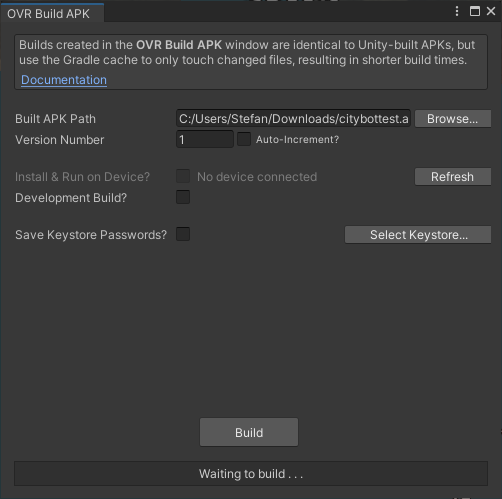 OVR Build APK
Builds created in the OVR Build APK window are identical to Unity-built APKs, but
use the Gradle cache to only touch changed files, resulting in shorter build times.
Documentation
Built APK Path C:/Users/Stefan/Downloads/citybottest.a Browse...
Version Number 1 Auto-Increment?
Install & Run on Device? No device connected Refresh
Development Build?
Save Keystore Passwords? Select Keystore...
Build
Waiting to build . . .